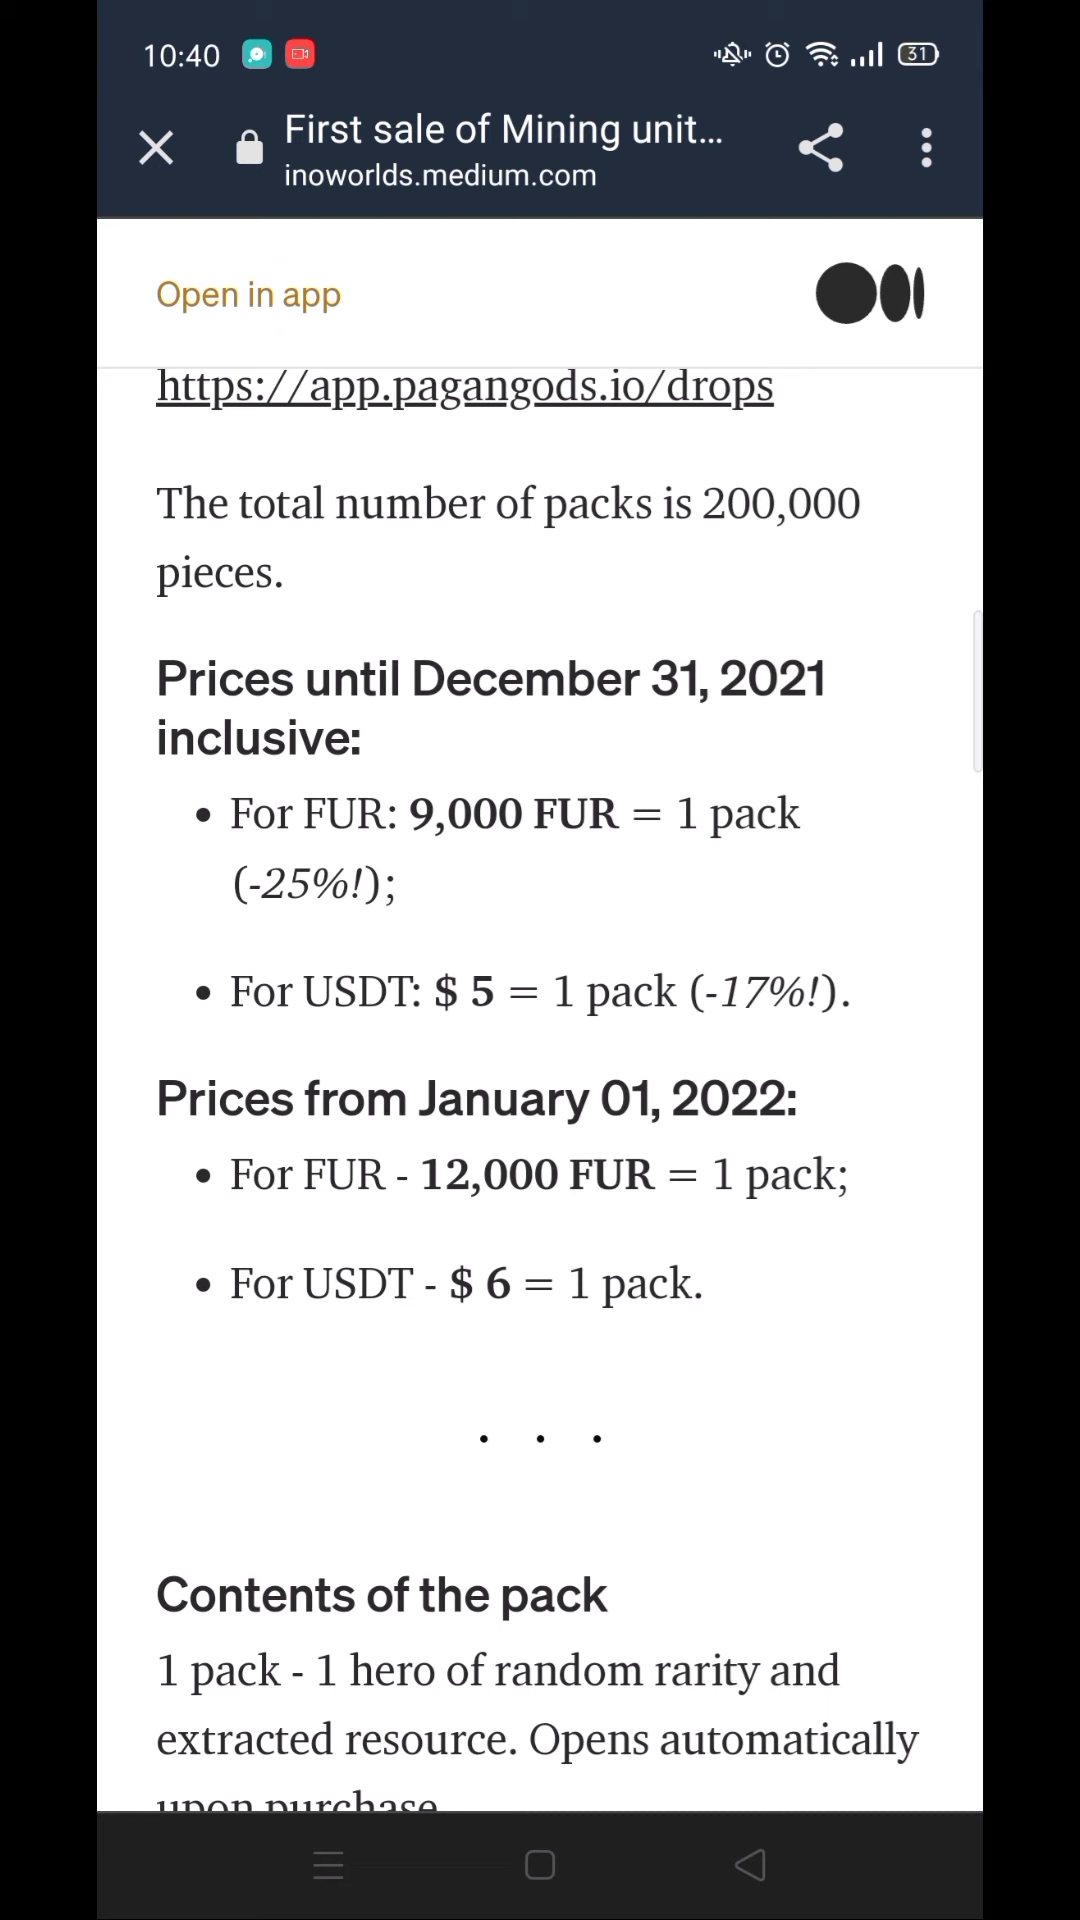 10:40
31
First sale of Mining unit...
inoworlds.medium.com
Open in app
https://app.pagangods.io/drops
The total number of packs is 200,000
pieces.
Prices until December 31, 2021
inclusive:
• For FUR: 9,000 FUR = 1 pack
(-25%!);
• For USDT: $ 5 = 1 pack (-17%!).
Prices from January 01, 2022:
• For FUR - 12,000 FUR = 1 pack;
• For USDT - $ 6 = 1 pack.
. . .
Contents of the pack
1 pack - 1 hero of random rarity and
extracted resource. Opens automatically
upon purchase